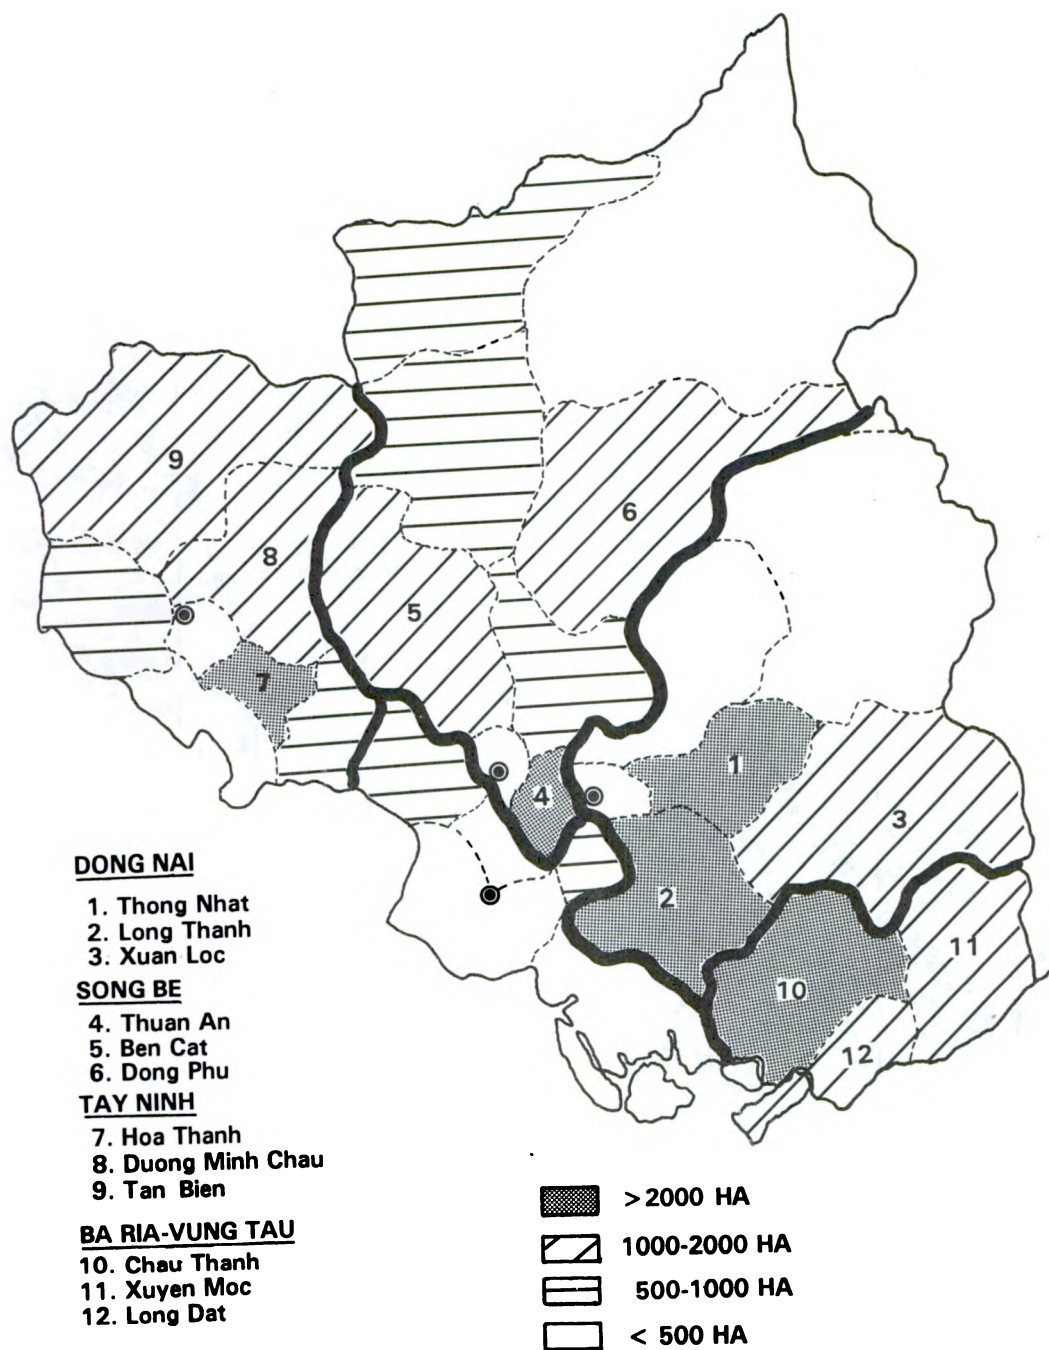 9
6
8
5
7
1
4
3
2
11
10
12
DONG NAI
1. Thong Nhat
2. Long Thanh
3. Xuan Loc
SONG BE
4. Thuan An
5. Ben Cat
6. Dong Phu
TAY NINH
7. Hoa Thanh
8. Duong Minh Chau
9. Tan Bien
BA RIA-VUNG TAU
10. Chau Thanh
11. Xuyen Moc
12. Long Dat
>2000 HA
1000-2000 HA
500-1000 HA
< 500 HA